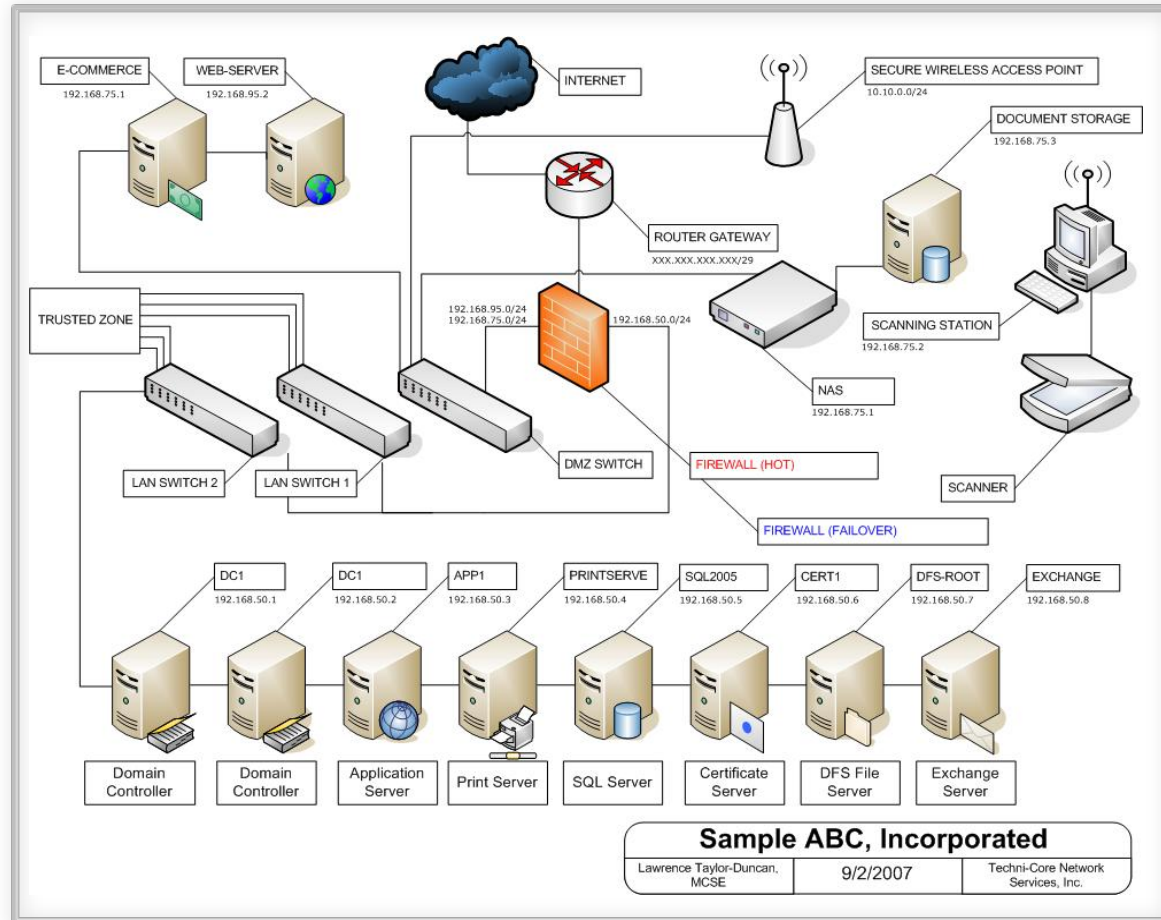 E-COMMERCE
192.168.75.1
WEB-SERVER
192.168.95.2
INTERNET
SECURE WIRELESS ACCESS POINT
10.10.0.0/24
DOCUMENT STORAGE
192.168.75.3
ROUTER GATEWAY
XXX.XXX.XXX.XXX/29
TRUSTED ZONE
192.168.95.0/24
192.168.75.0/24
192.168.50.0/24
SCANNING STATION
192.168.75.2
NAS
192.168.75.1
LAN SWITCH 2
LAN SWITCH 1
DMZ SWITCH
FIREWALL (HOT)
SCANNER
FIREWALL (FAILOVER)
DC1
192.168.50.1
DC1
192.168.50.2
APP1
192.168.50.3
PRINTSERVE
192.168.50.4
SQL2005
192.168.50.5
CERT1
192.168.50.6
DFS-ROOT
192.168.50.7
EXCHANGE
192.168.50.8
Domain
Controller
Domain
Controller
Application
Server
Print Server
SQL Server
Certificate
Server
DFS File
Server
Exchange
Server
Sample ABC, Incorporated
Lawrence Taylor-Duncan,
MCSE
9/2/2007
Techni-Core Network
Services, Inc.